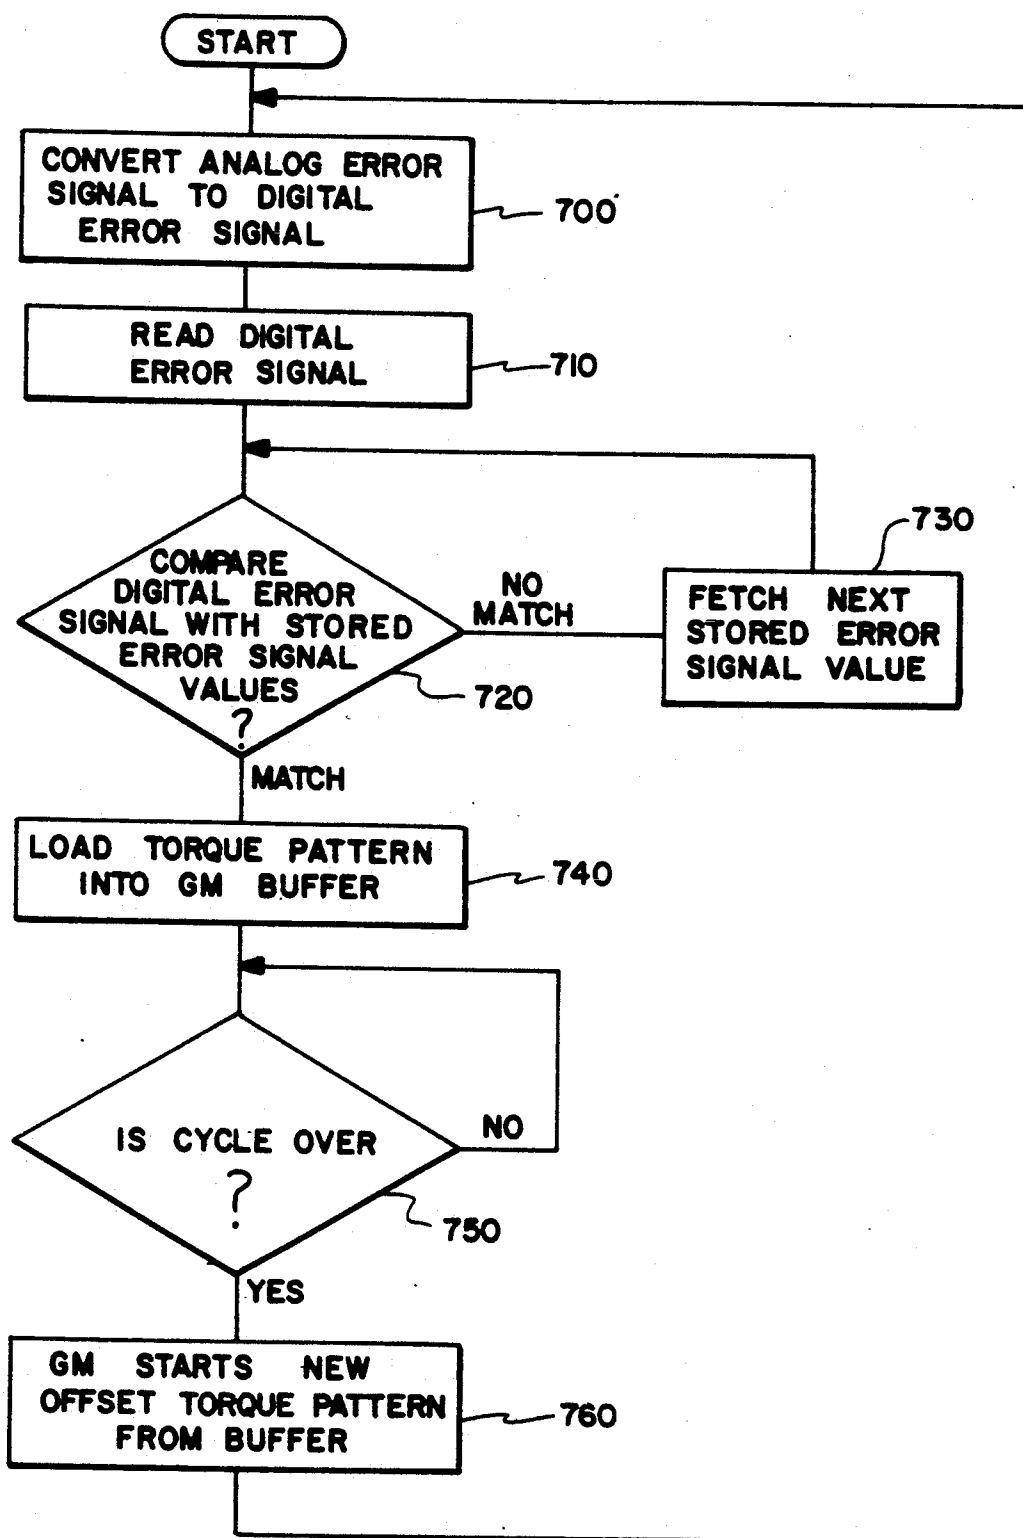 START
CONVERT ANALOG ERROR
SIGNAL TO DIGITAL
ERROR SIGNAL
700
READ DIGITAL
ERROR SIGNAL
710
COMPARE
DIGITAL ERROR
SIGNAL WITH STORED
ERROR SIGNAL
VALUES
?
720
NO
MATCH
730
FETCH NEXT
STORED ERROR
SIGNAL VALUE
MATCH
LOAD TORQUE PATTERN
INTO GM BUFFER
740
IS CYCLE OVER
?
NO
750
YES
GM STARTS NEW
OFFSET TORQUE PATTERN
FROM BUFFER
760